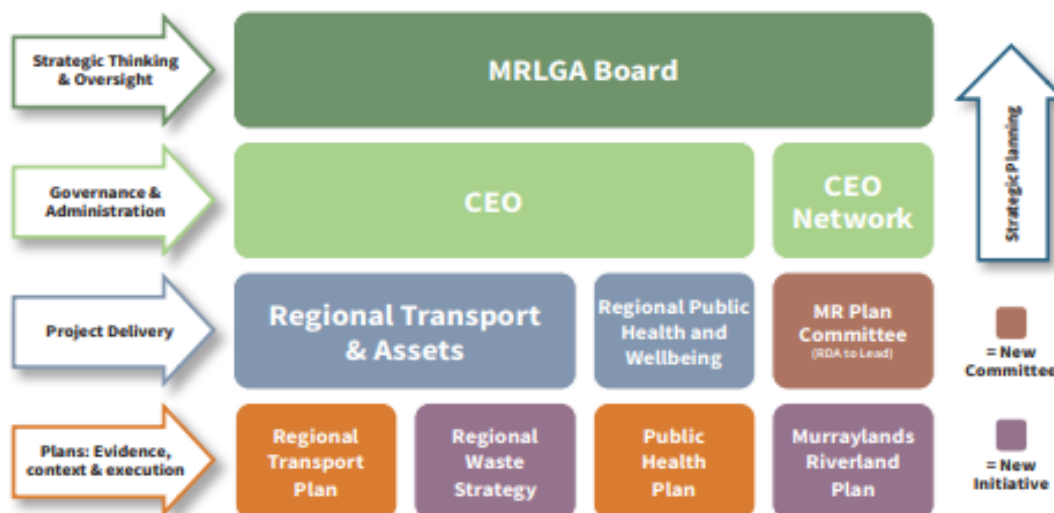 Strategic Thinking
& Oversight
MRLGA Board
Strategic Planning
Governance &
Administration
CEO
CEO
Network
Project Delivery
Regional Transport
& Assets
Regional Public
Health and
Wellbeing
MR Plan
Committee
(RDA to Lead)
= New
Committee
Plans: Evidence,
context & execution
Regional
Transport
Plan
Regional
Waste
Strategy
Public
Health
Plan
Murraylands
Riverland
Plan
= New
Initiative